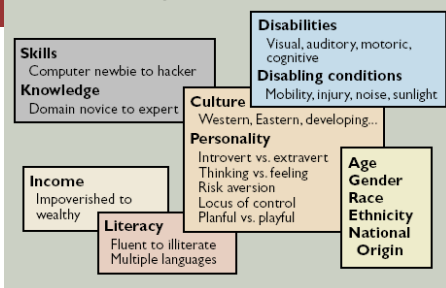 Disabilities
Visual, auditory, motoric,
cognitive
Disabling conditions
Mobility, injury, noise, sunlight
Skills
Computer newbie to hacker
Knowledge
Domain novice to expert
Culture
Western, Eastern, developing...
Personality
Introvert vs. extravert
Thinking vs. feeling
Risk aversion
Locus of control
Planful vs. playful
Age
Gender
Race
Ethnicity
National
Origin
Income
Impoverished to
wealthy
Literacy
Fluent to illiterate
Multiple languages